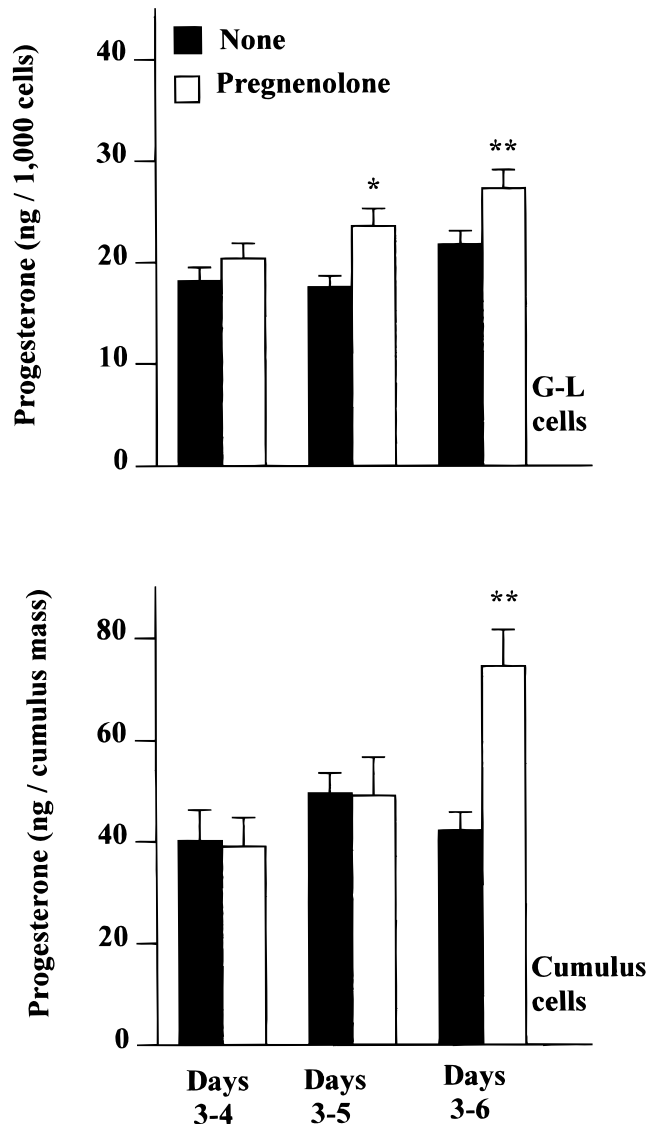 40
30
20
10
0
Progesterone (ng / 1,000 cells)
None
Pregnenolone
*
**
G-L
cells
80
60
40
20
0
Progesterone (ng / cumulus mass)
**
Cumulus
cells
Days
3-4
Days
3-5
Days
3-6